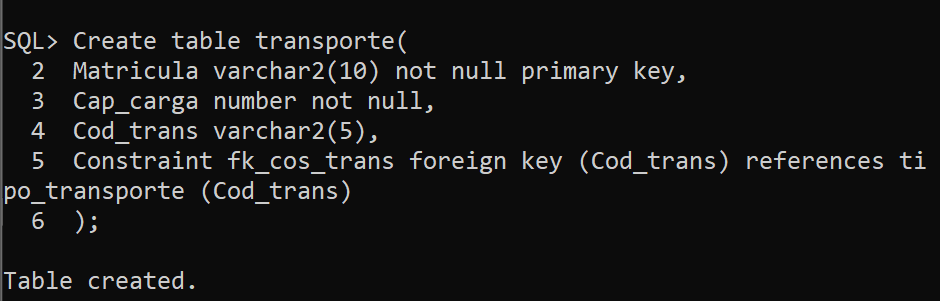 SQL> Create table transporte(
  2  Matricula varchar2(10) not null primary key,
  3  Cap_carga number not null,
  4  Cod_trans varchar2(5),
  5  Constraint fk_cos_trans foreign key (Cod_trans) references ti
po_transporte (Cod_trans)
  6  );
Table created.